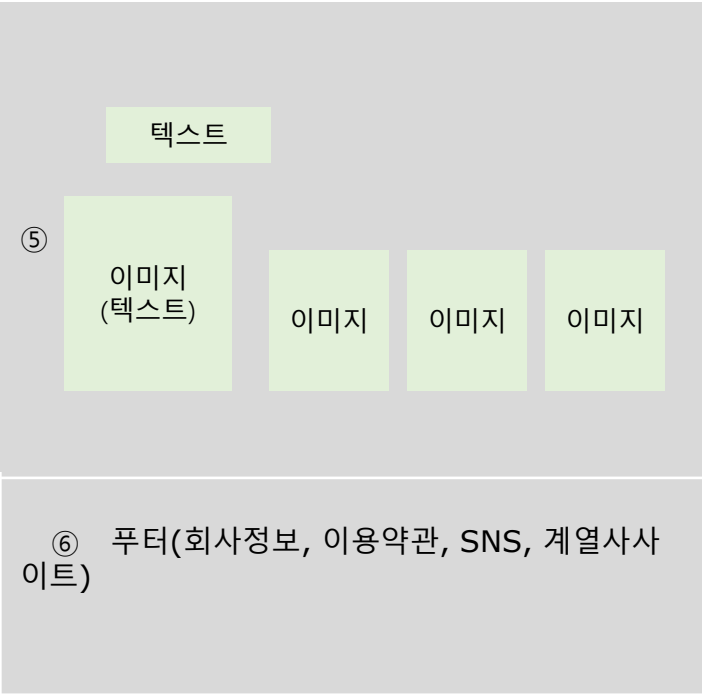 텍스트
⑤
이미지
(텍스트)
이미지
이미지
이미지
⑥ 푸터(회사정보, 이용약관, SNS, 계열사사
이트)